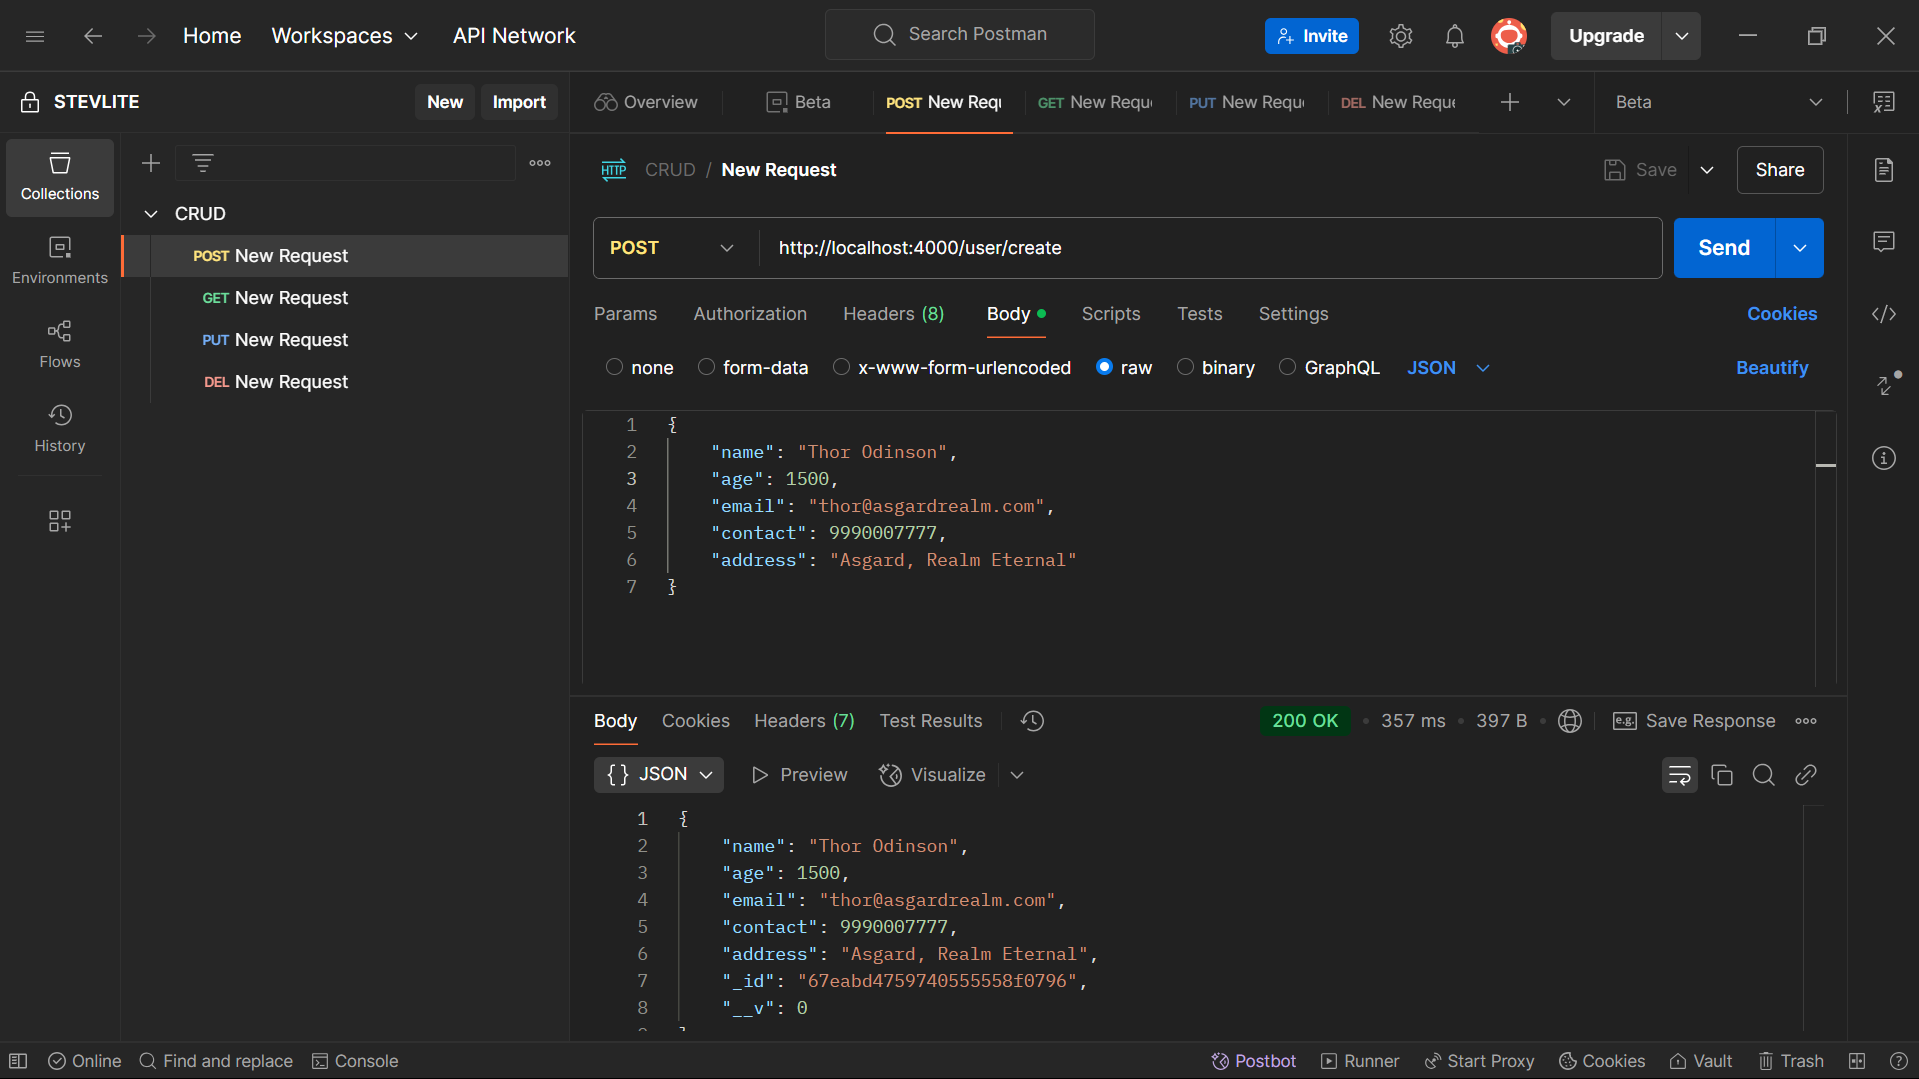 Home Workspaces API Network Search Postman Invite Upgrade
STEVLITE New Import Overview Beta POST New Requ GET New Requ PUT New Requ DEL New Reque Beta
Collections
Environments
Flows
History
CRUD
POST New Request
GET New Request
PUT New Request
DEL New Request
HTTP CRUD / New Request Save Share
POST http://localhost:4000/user/create Send
Params Authorization Headers (8) Body Scripts Tests Settings Cookies
none form-data x-www-form-urlencoded raw binary GraphQL JSON Beautify
1 {
2 "name": "Thor Odinson",
3 "age": 1500,
4 "email": "thor@asgardrealm.com",
5 "contact": 9990007777,
6 "address": "Asgard, Realm Eternal"
7 }
Body Cookies Headers (7) Test Results 200 OK 357 ms 397 B e.g. Save Response
{} JSON Preview Visualize
1 {
2 "name": "Thor Odinson",
3 "age": 1500,
4 "email": "thor@asgardrealm.com",
5 "contact": 9990007777,
6 "address": "Asgard, Realm Eternal",
7 "_id": "67eabd4759740555558f0796",
8 "__v": 0
Online Find and replace Console Postbot Runner Start Proxy Cookies Vault Trash